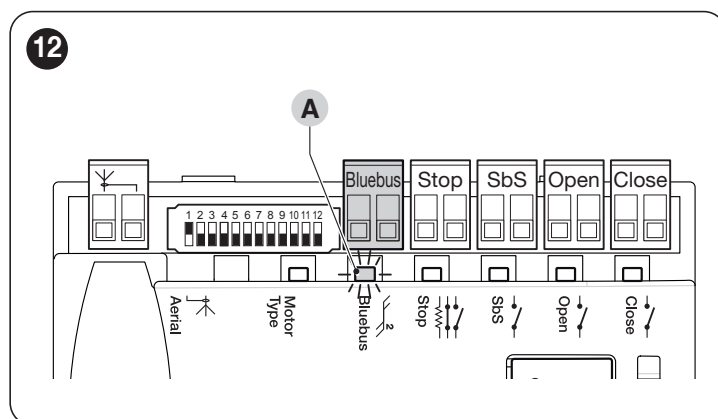 12
A
Bluebus Stop SbS Open Close
1 2 3 4 5 6 7 8 9 10 11 12
Aerial
Motor
Type
Bluebus
2
Stop
SbS
Open
Close